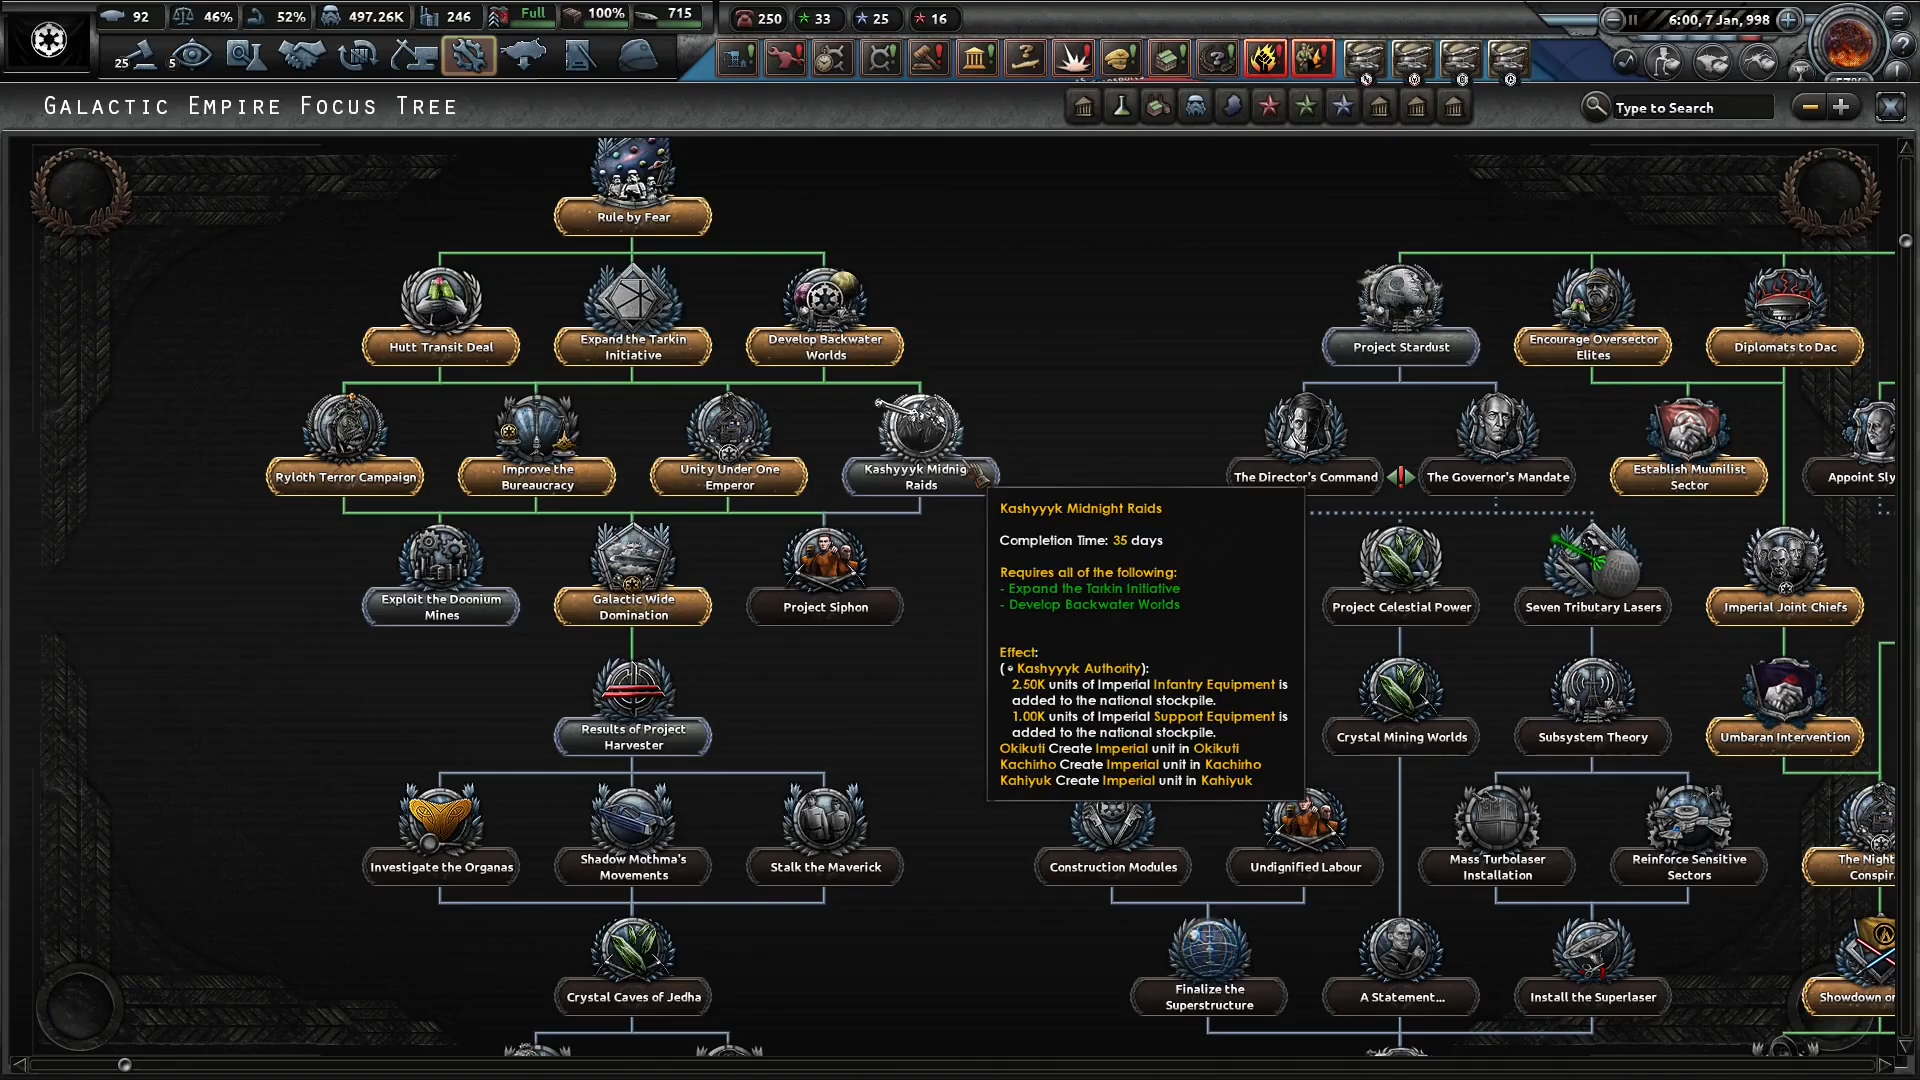 92
46%
52%
497.26K
246
Full
100%
715
250
33
25
16
6:00, 7 Jan, 998
25
5
Galactic Empire Focus Tree
Type to Search
Rule by Fear
Hutt Transit Deal
Expand the Tarkin
Initiative
Develop Backwater
Worlds
Project Stardust
Encourage Oversector
Elites
Diplomats to Dac
Ryloth Terror Campaign
Improve the
Bureaucracy
Unity Under One
Emperor
Kashyyyk Midnig
Raids
The Director's Command
The Governor's Mandate
Establish Muunilist
Sector
Appoint Sly
Kashyyyk Midnight Raids
Completion Time: 35 days
Requires all of the following:
- Expand the Tarkin Initiative
- Develop Backwater Worlds
Effect:
( Kashyyyk Authority):
2.50K units of Imperial Infantry Equipment is
added to the national stockpile.
1.00K units of Imperial Support Equipment is
added to the national stockpile.
Okikuti Create Imperial unit in Okikuti
Kachirho Create Imperial unit in Kachirho
Kahiyuk Create Imperial unit in Kahiyuk
Exploit the Doonium
Mines
Galactic Wide
Domination
Project Siphon
Project Celestial Power
Seven Tributary Lasers
Imperial Joint Chiefs
Results of Project
Harvester
Crystal Mining Worlds
Subsystem Theory
Umbaran Intervention
Investigate the Organas
Shadow Mothma's
Movements
Stalk the Maverick
Construction Modules
Undignified Labour
Mass Turbolaser
Installation
Reinforce Sensitive
Sectors
The Night
Conspira
Crystal Caves of Jedha
Finalize the
Superstructure
A Statement...
Install the Superlaser
Showdown or